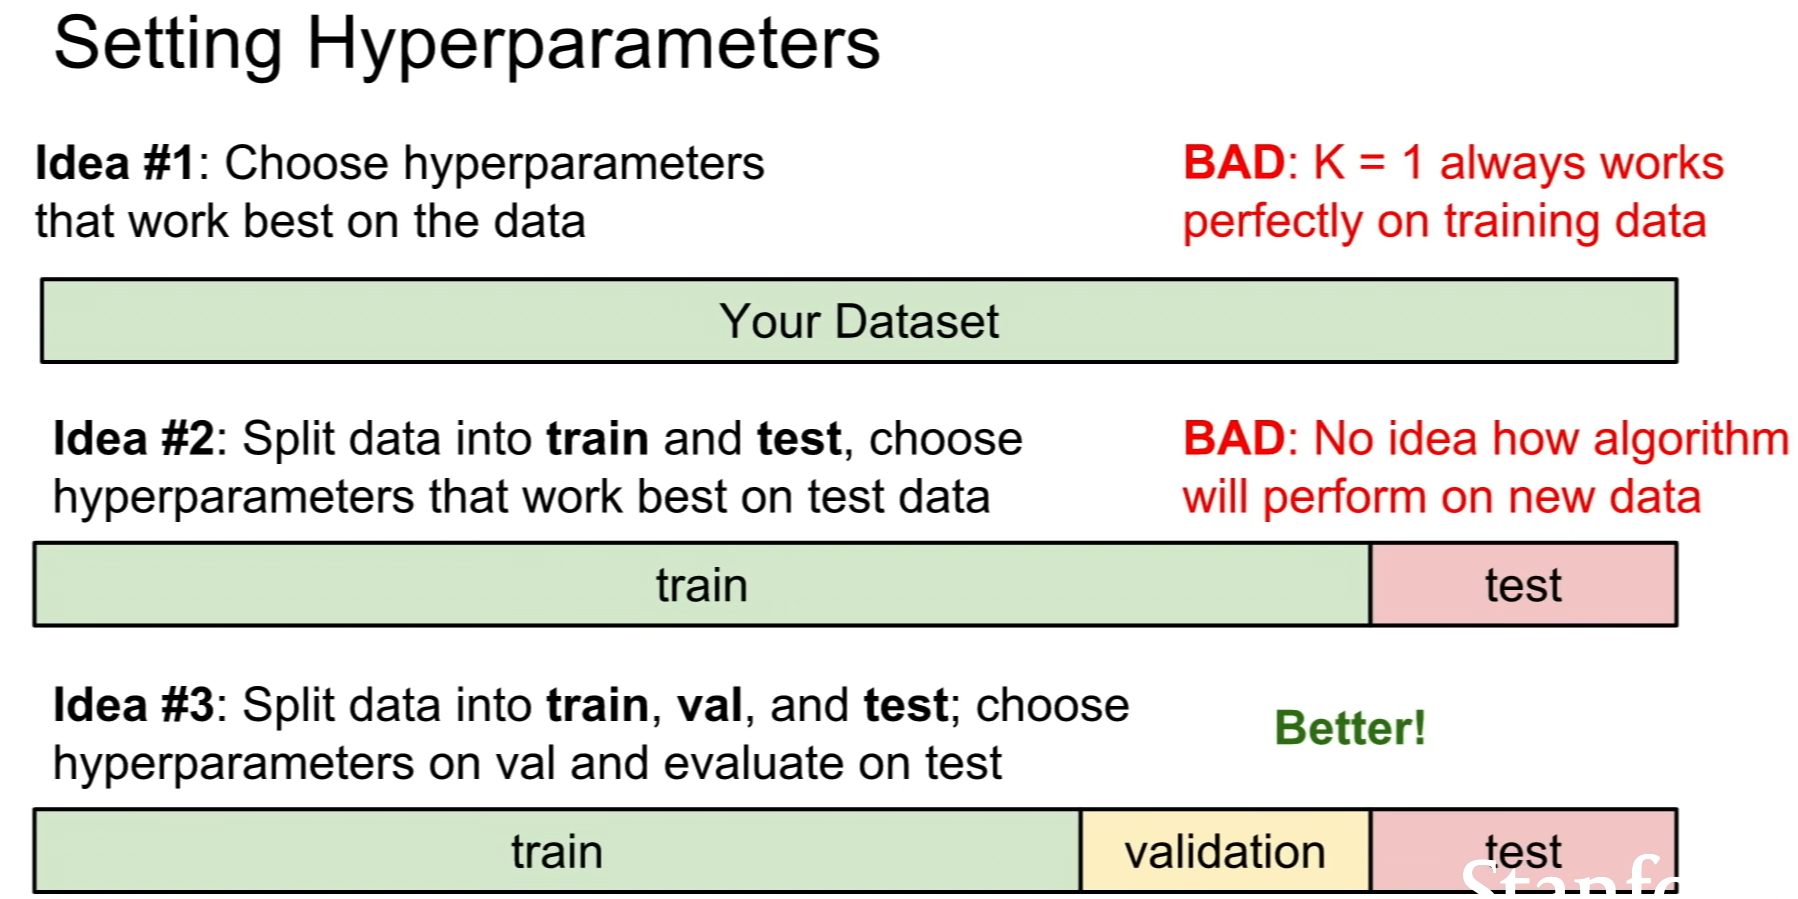 Setting Hyperparameters
Idea #1: Choose hyperparameters
that work best on the data
BAD: K = 1 always works
perfectly on training data
Your Dataset
Idea #2: Split data into train and test, choose
hyperparameters that work best on test data
BAD: No idea how algorithm
will perform on new data
train
test
Idea #3: Split data into train, val, and test; choose
hyperparameters on val and evaluate on test
Better!
train
validation
test